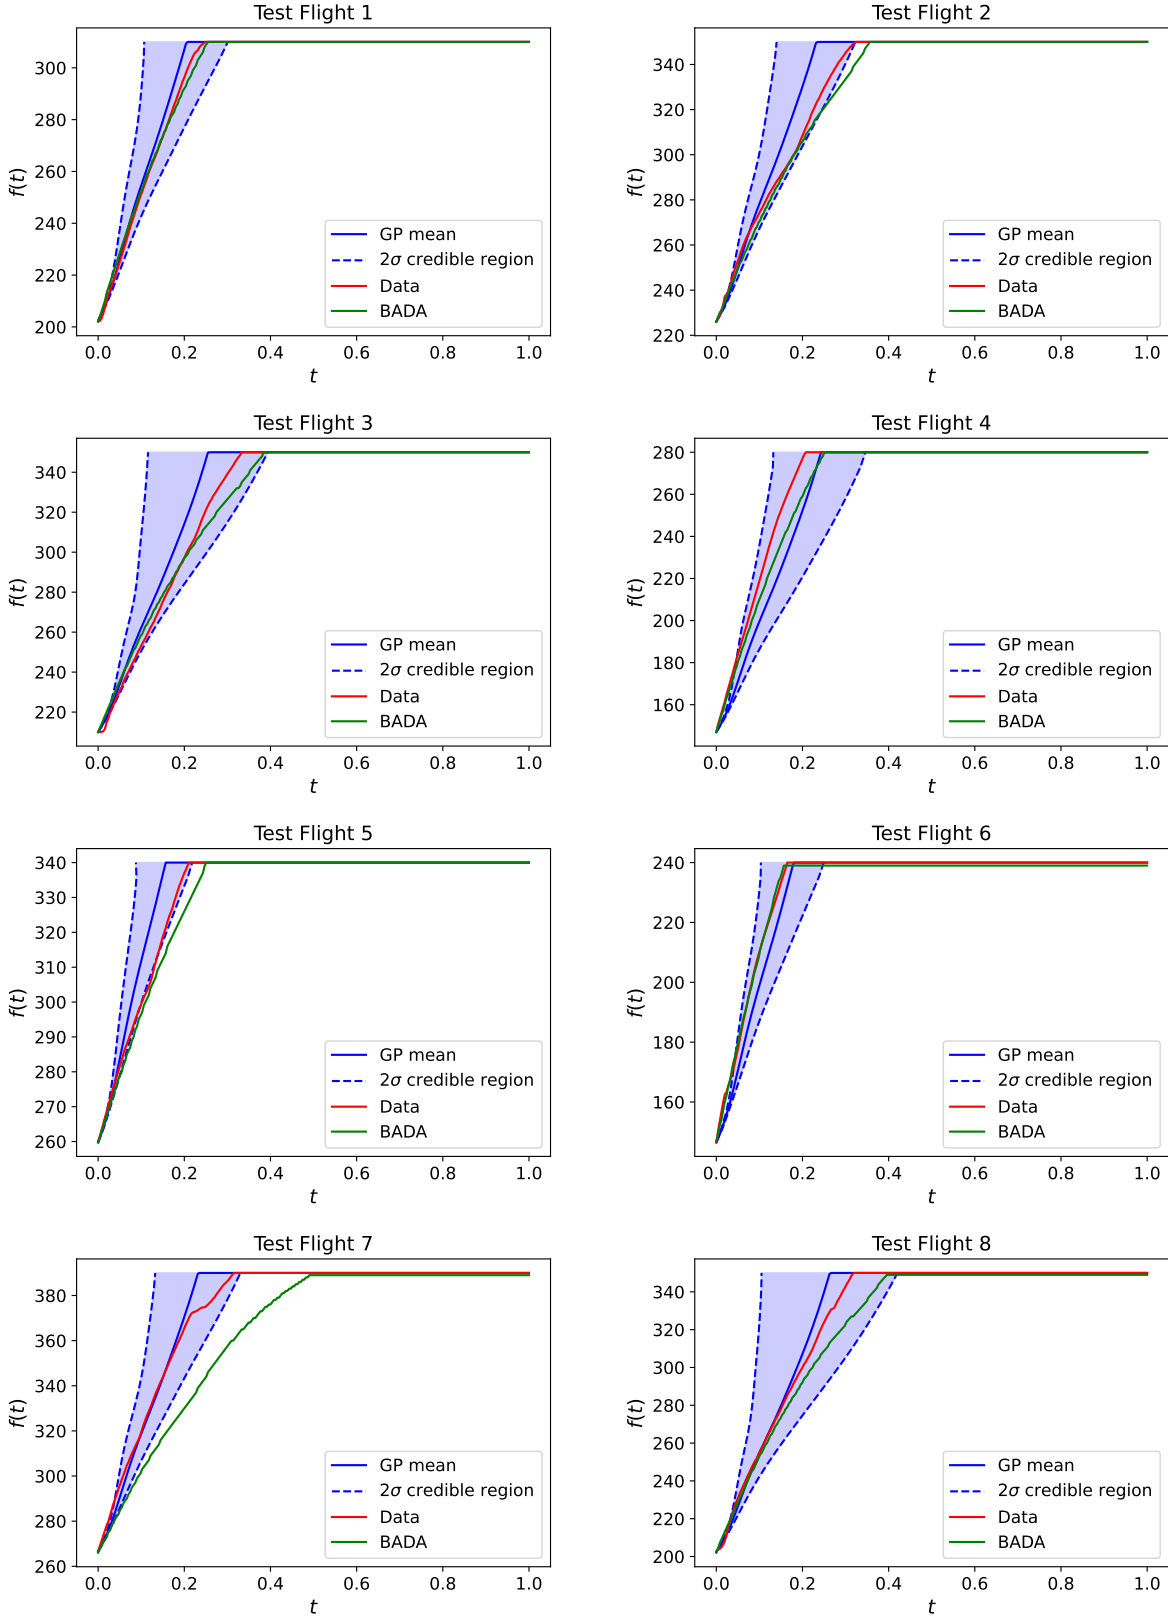 Test Flight 1
f(t)
300
280
260
240
220
200
0.0 0.2 0.4 0.6 0.8 1.0
t
GP mean
2σ credible region
Data
BADA
Test Flight 2
f(t)
340
320
300
280
260
240
220
0.0 0.2 0.4 0.6 0.8 1.0
t
GP mean
2σ credible region
Data
BADA
Test Flight 3
f(t)
340
320
300
280
260
240
220
0.0 0.2 0.4 0.6 0.8 1.0
t
GP mean
2σ credible region
Data
BADA
Test Flight 4
f(t)
280
260
240
220
200
180
160
0.0 0.2 0.4 0.6 0.8 1.0
t
GP mean
2σ credible region
Data
BADA
Test Flight 5
f(t)
340
330
320
310
300
290
280
270
260
0.0 0.2 0.4 0.6 0.8 1.0
t
GP mean
2σ credible region
Data
BADA
Test Flight 6
f(t)
240
220
200
180
160
0.0 0.2 0.4 0.6 0.8 1.0
t
GP mean
2σ credible region
Data
BADA
Test Flight 7
f(t)
380
360
340
320
300
280
260
0.0 0.2 0.4 0.6 0.8 1.0
t
GP mean
2σ credible region
Data
BADA
Test Flight 8
f(t)
340
320
300
280
260
240
220
200
0.0 0.2 0.4 0.6 0.8 1.0
t
GP mean
2σ credible region
Data
BADA